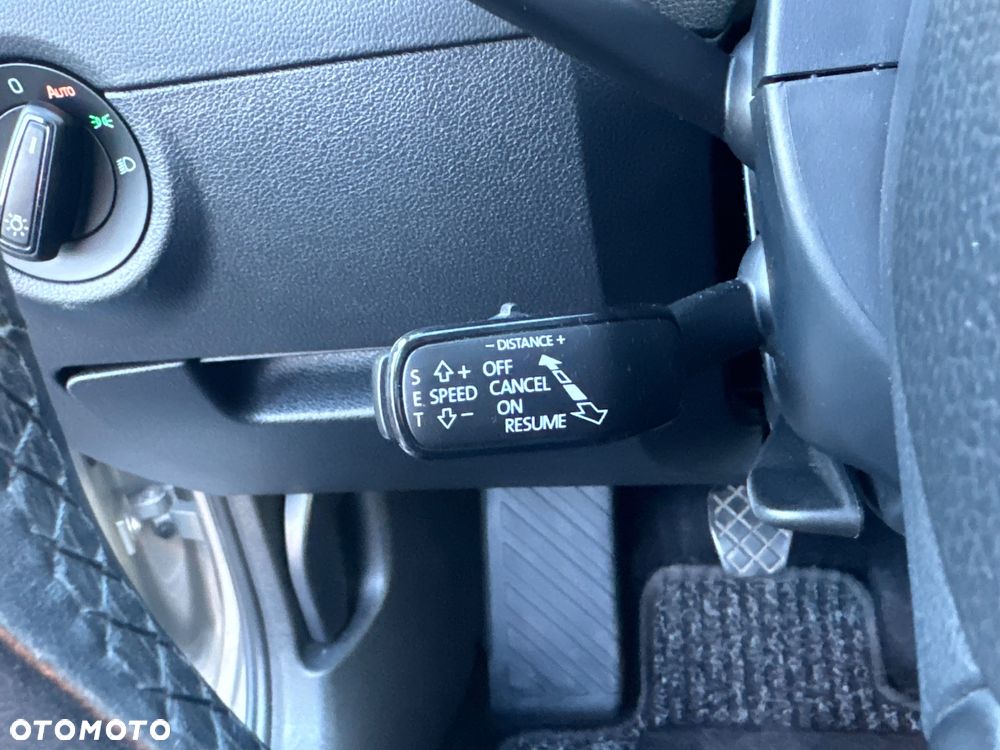 0
AUTO
- DISTANCE +
S + OFF
E SPEED CANCEL
T - ON
RESUME
OTOMOTO